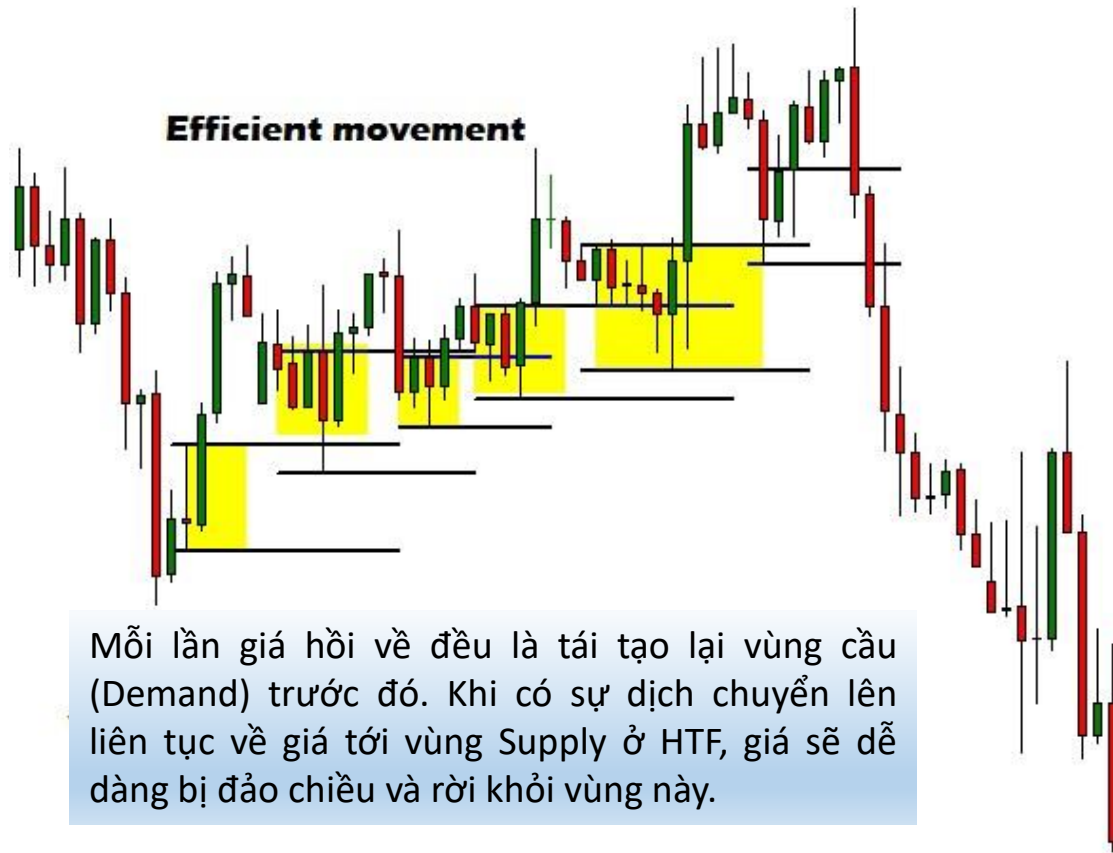 Efficient movement
Mỗi lần giá hồi về đều là tái tạo lại vùng cầu
(Demand) trước đó. Khi có sự dịch chuyển lên
liên tục về giá tới vùng Supply ở HTF, giá sẽ dễ
dàng bị đảo chiều và rời khỏi vùng này.